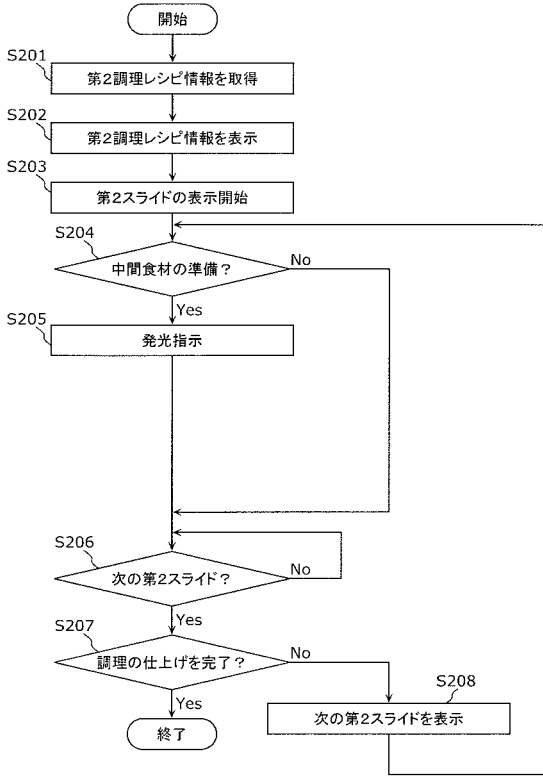 開始
S201
第2調理レシピ情報を取得
S202
第2調理レシピ情報を表示
S203
第2スライドの表示開始
S204
中間食材の準備？
No
Yes
S205
発光指示
S206
次の第2スライド？
No
Yes
S207
調理の仕上げを完了？
No
Yes
S208
次の第2スライドを表示
終了